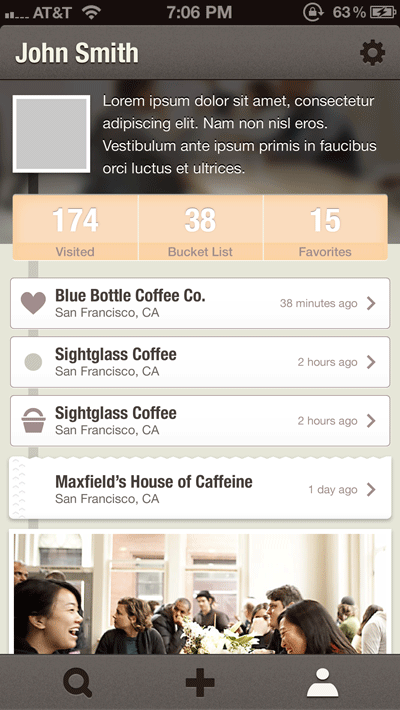 AT&T 7:06 PM 63%
John Smith
Lorem ipsum dolor sit amet, consectetur
adipiscing elit. Nam non nisl eros.
Vestibulum ante ipsum primis in faucibus
orci luctus et ultrices.
174 38 15
Visited Bucket List Favorites
Blue Bottle Coffee Co.
San Francisco, CA
38 minutes ago
Sightglass Coffee
San Francisco, CA
2 hours ago
Sightglass Coffee
San Francisco, CA
2 hours ago
Maxfield's House of Caffeine
San Francisco, CA
1 day ago